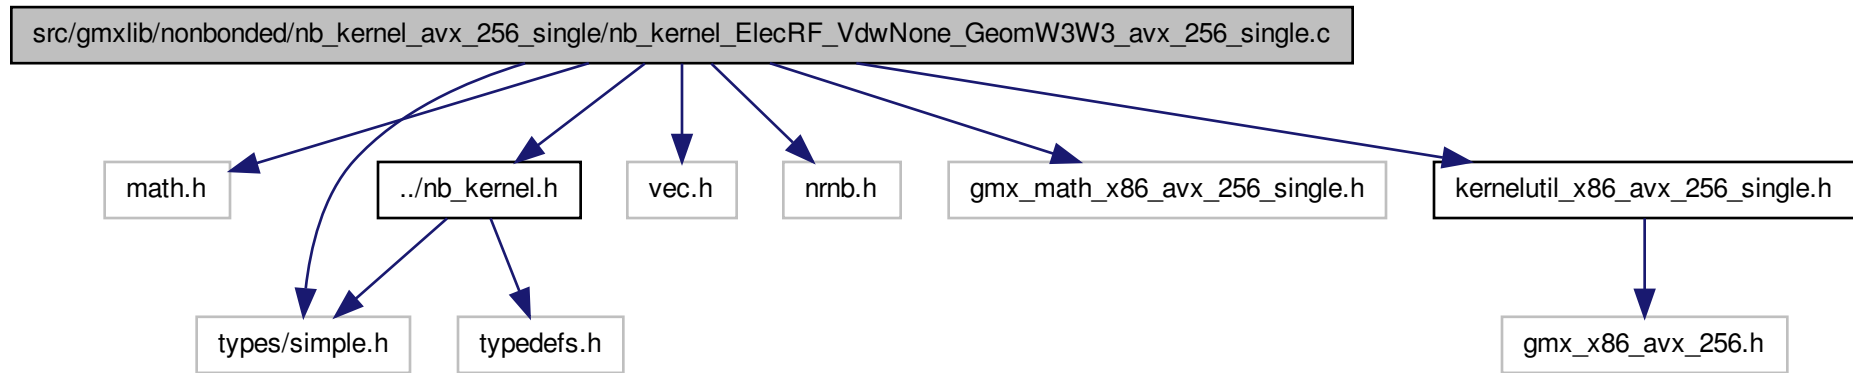 src/gmxlib/nonbonded/nb_kernel_avx_256_single/nb_kernel_ElecRF_VdwNone_GeomW3W3_avx_256_single.c
math.h
../nb_kernel.h
vec.h
nrnb.h
gmx_math_x86_avx_256_single.h
kernelutil_x86_avx_256_single.h
types/simple.h
typedefs.h
gmx_x86_avx_256.h